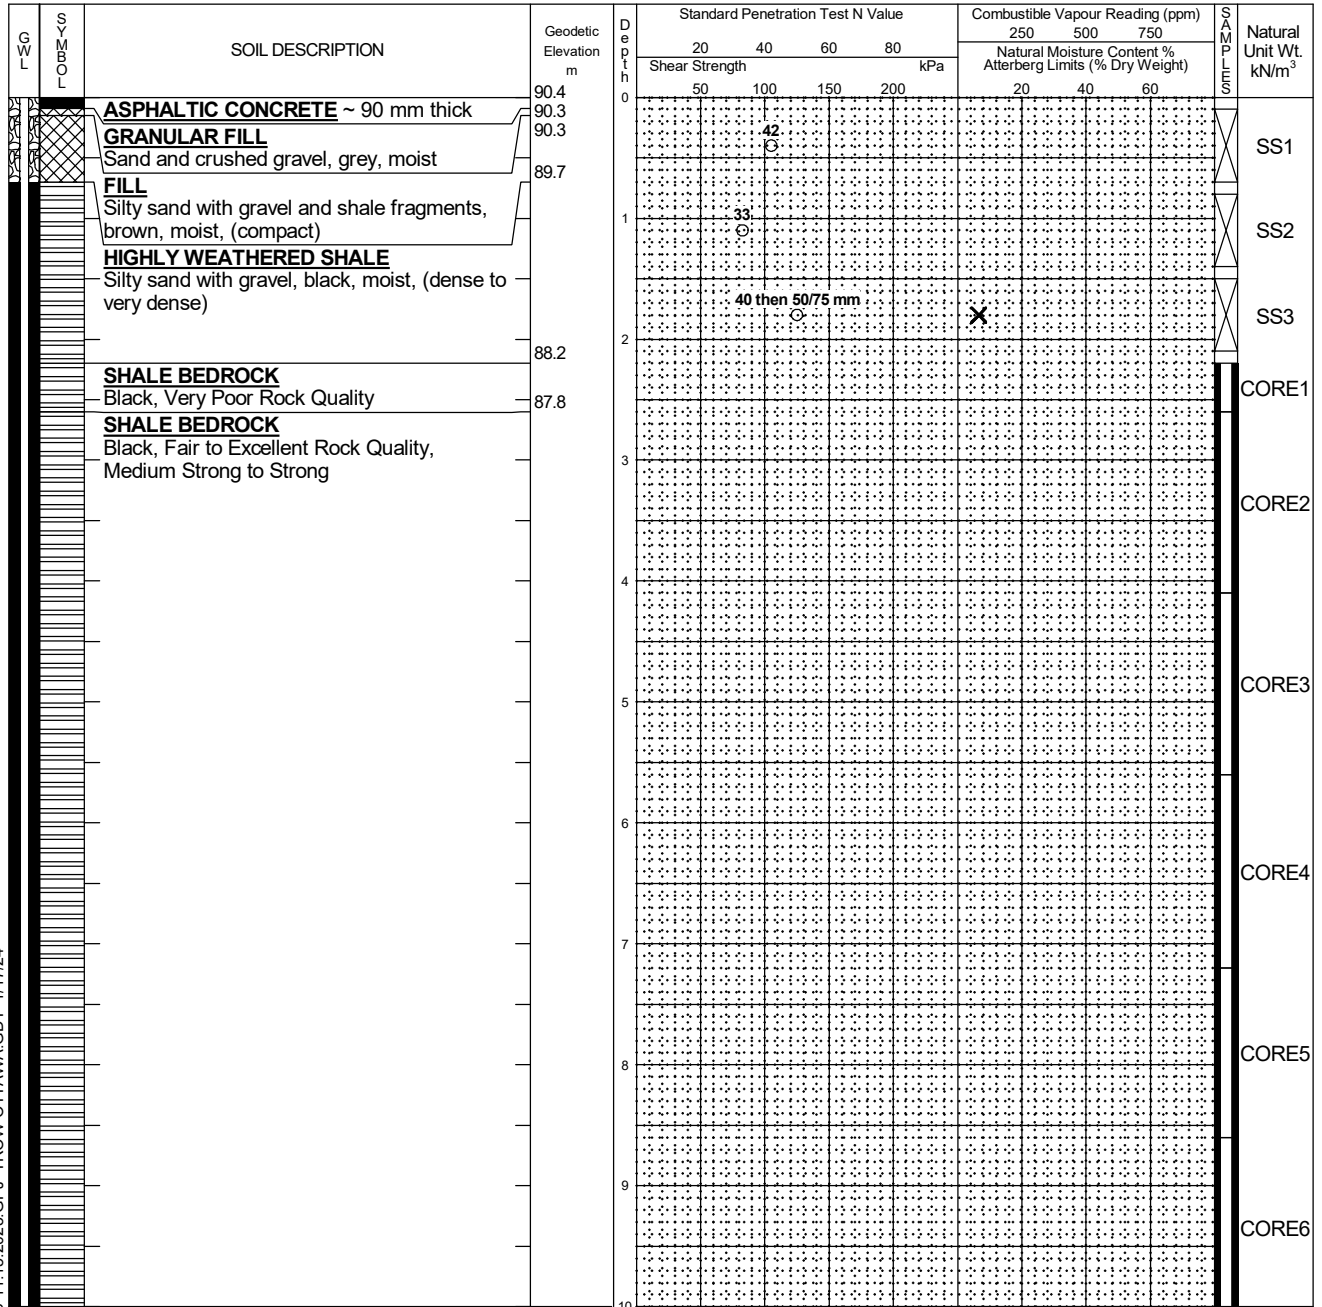 GWL
SYMBOL
SOIL DESCRIPTION
Geodetic
Elevation
m
Depth
Standard Penetration Test N Value
20 40 60 80
Shear Strength kPa
50 100 150 200
Combustible Vapour Reading (ppm)
250 500 750
Natural Moisture Content %
Atterberg Limits (% Dry Weight)
20 40 60
SAMPLES
Natural
Unit Wt.
kN/m³
90.4
0
ASPHALTIC CONCRETE ~ 90 mm thick
90.3
GRANULAR FILL
90.3
Sand and crushed gravel, grey, moist
89.7
42
SS1
FILL
Silty sand with gravel and shale fragments,
brown, moist, (compact)
1
33
SS2
HIGHLY WEATHERED SHALE
Silty sand with gravel, black, moist, (dense to
very dense)
40 then 50/75 mm
SS3
2
88.2
SHALE BEDROCK
Black, Very Poor Rock Quality
87.8
CORE1
SHALE BEDROCK
Black, Fair to Excellent Rock Quality,
Medium Strong to Strong
3
CORE2
4
CORE3
5
6
CORE4
7
8
CORE5
9
CORE6
10